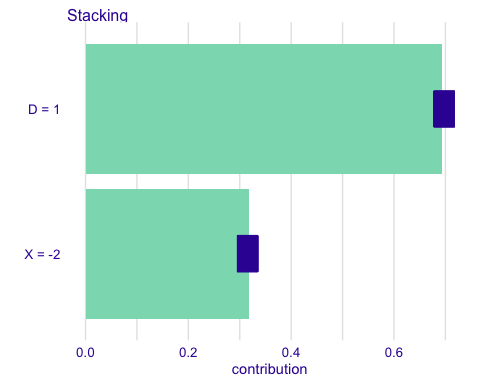 Stacking
D = 1
X = -2
0.0 0.2 0.4 0.6
contribution